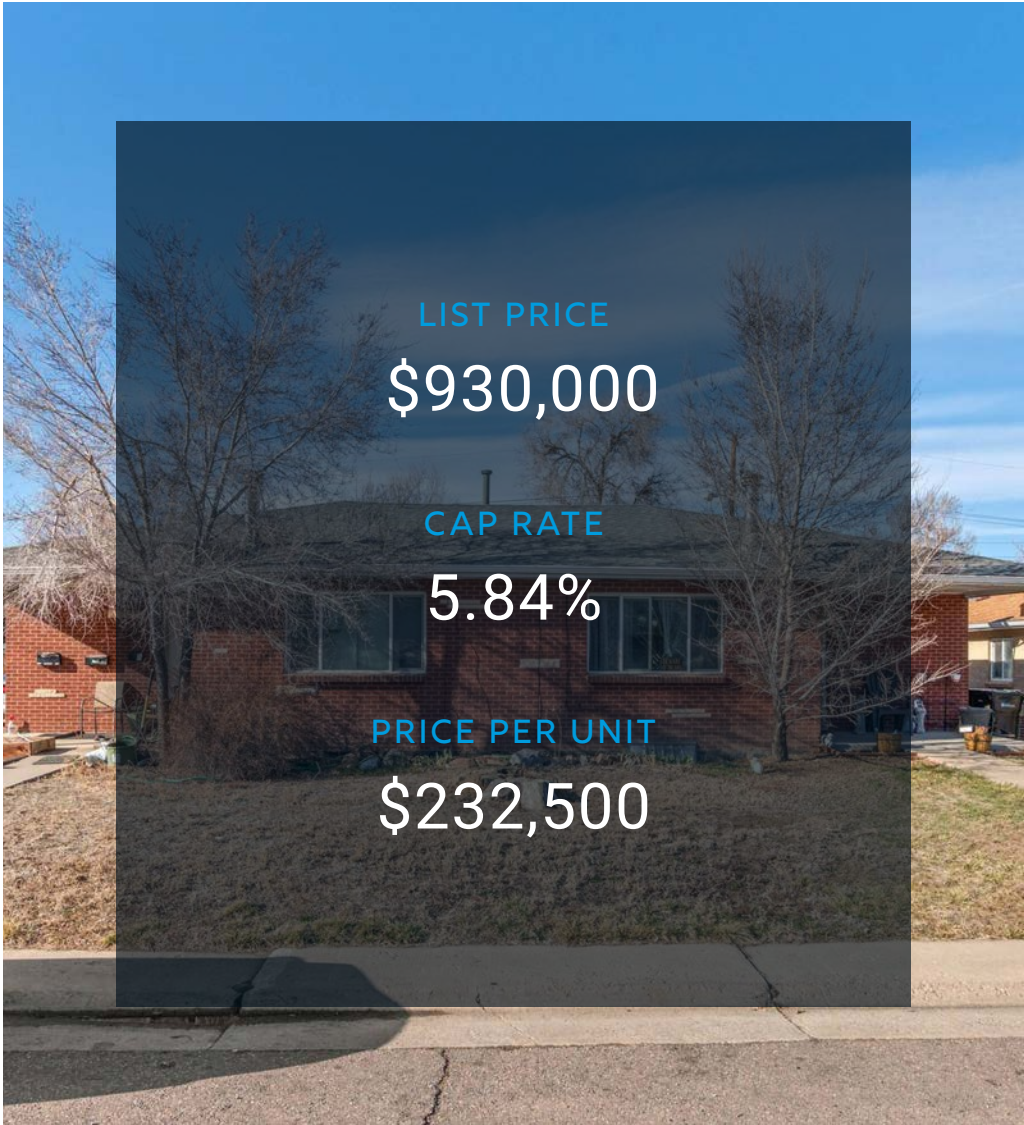 LIST PRICE
$930,000
CAP RATE
5.84%
PRICE PER UNIT
$232,500